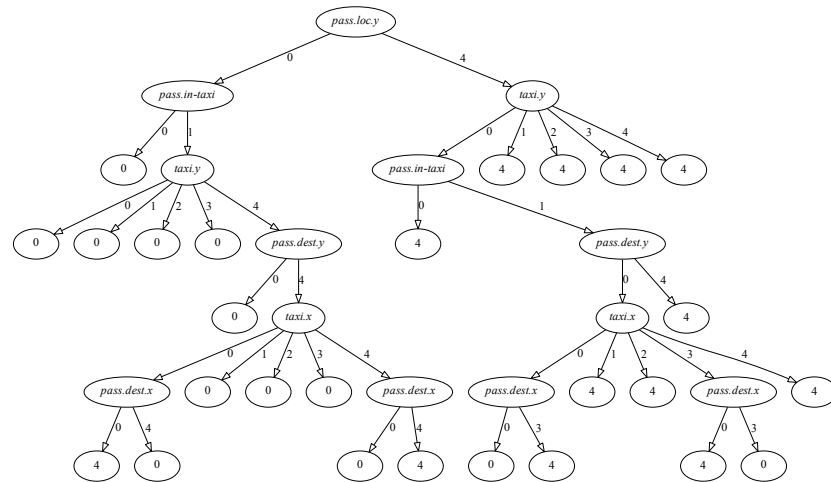 pass.loc.y
0 4
pass.in-taxi taxi.y
0 1 0 1 2 3 4
0 taxi.y pass.in-taxi 4 4 4 4
0 1 2 3 4 0 1
0 0 0 0 pass.dest.y 4 pass.dest.y
0 4 0 4
0 taxi.x taxi.x 4
0 1 2 3 4 0 1 2 3 4
pass.dest.x 0 0 0 pass.dest.x pass.dest.x 4 4 pass.dest.x 4
0 4 0 4 0 3 0 3
4 0 0 4 0 4 4 0